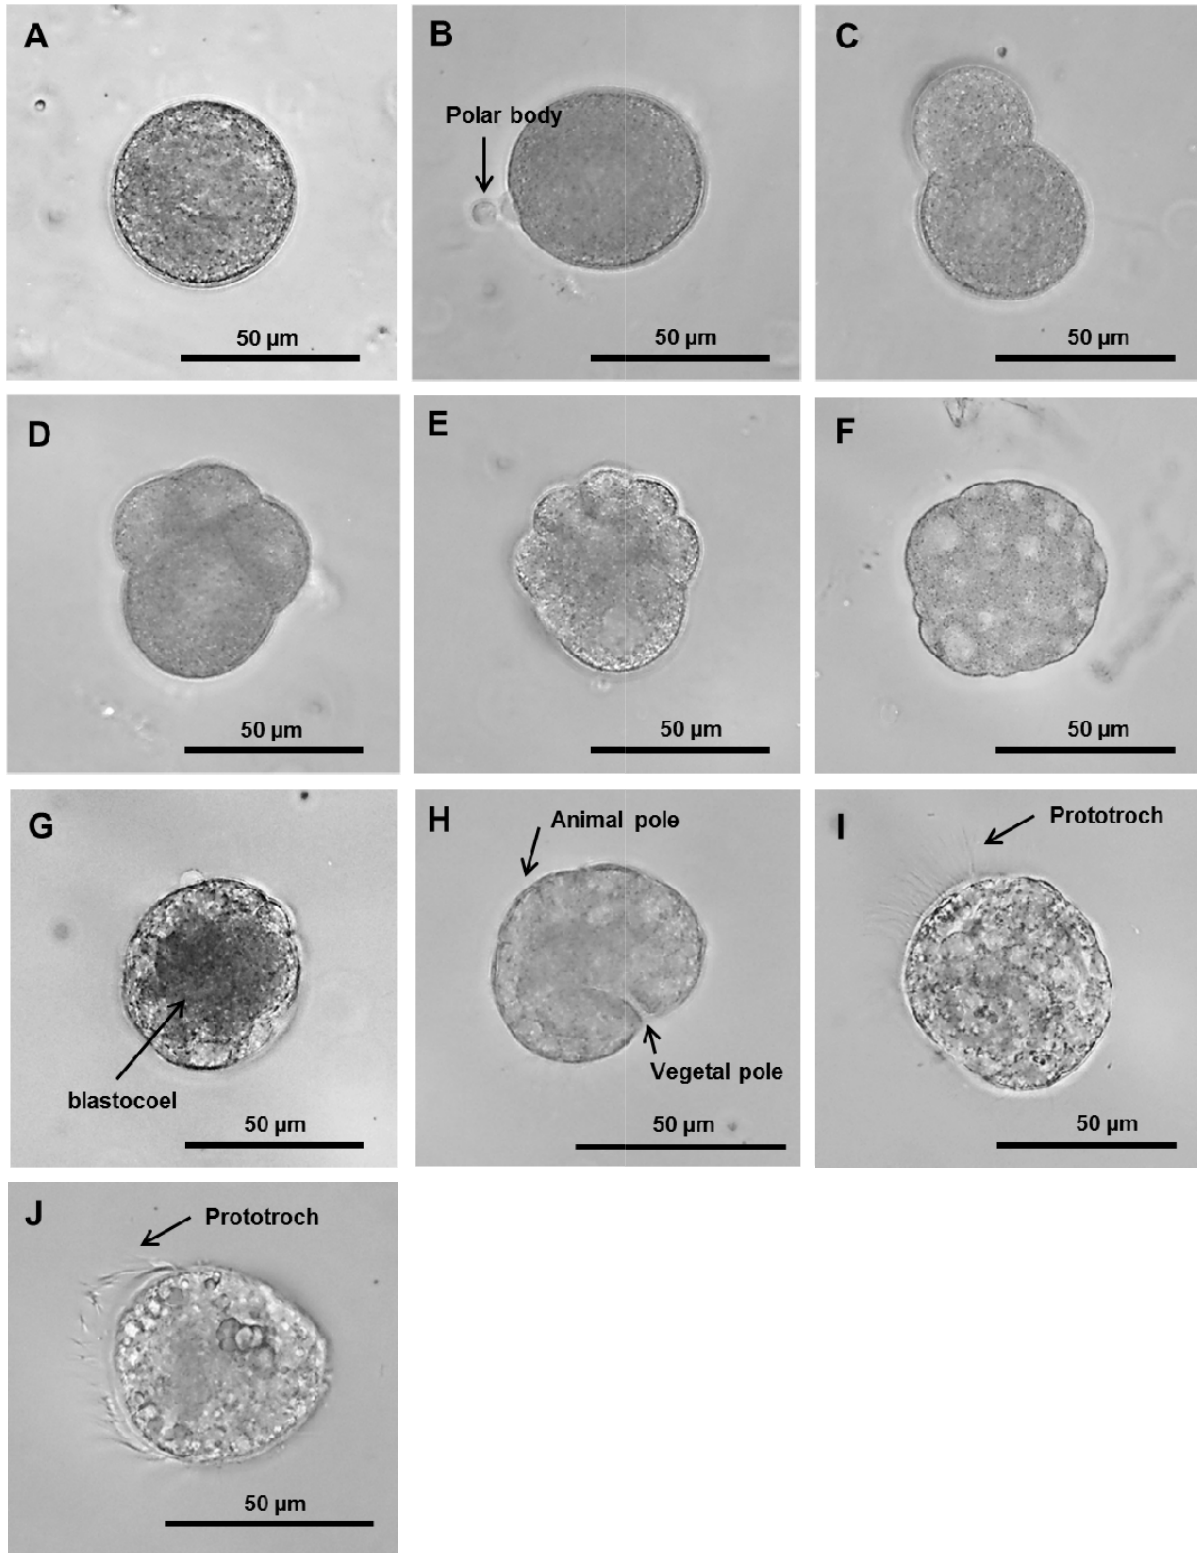 A
50 µm
B
Polar body
50 µm
C
50 µm
D
50 µm
E
50 µm
F
50 µm
G
blastocoel
50 µm
H
Animal pole
Vegetal pole
50 µm
I
Prototroch
50 µm
J
Prototroch
50 µm